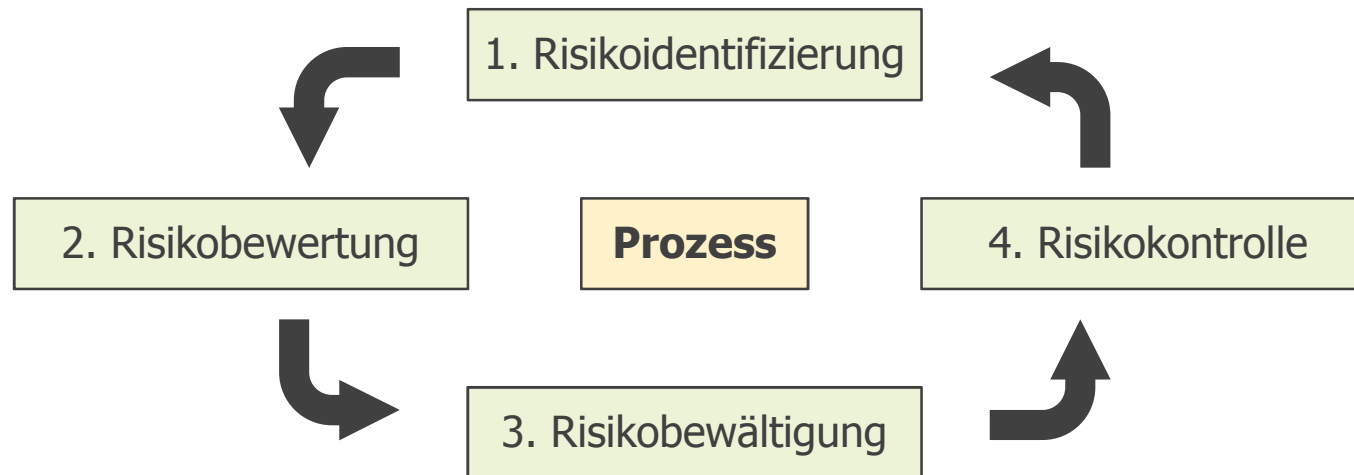 1. Risikoidentifizierung
2. Risikobewertung
Prozess
4. Risikokontrolle
3. Risikobewältigung